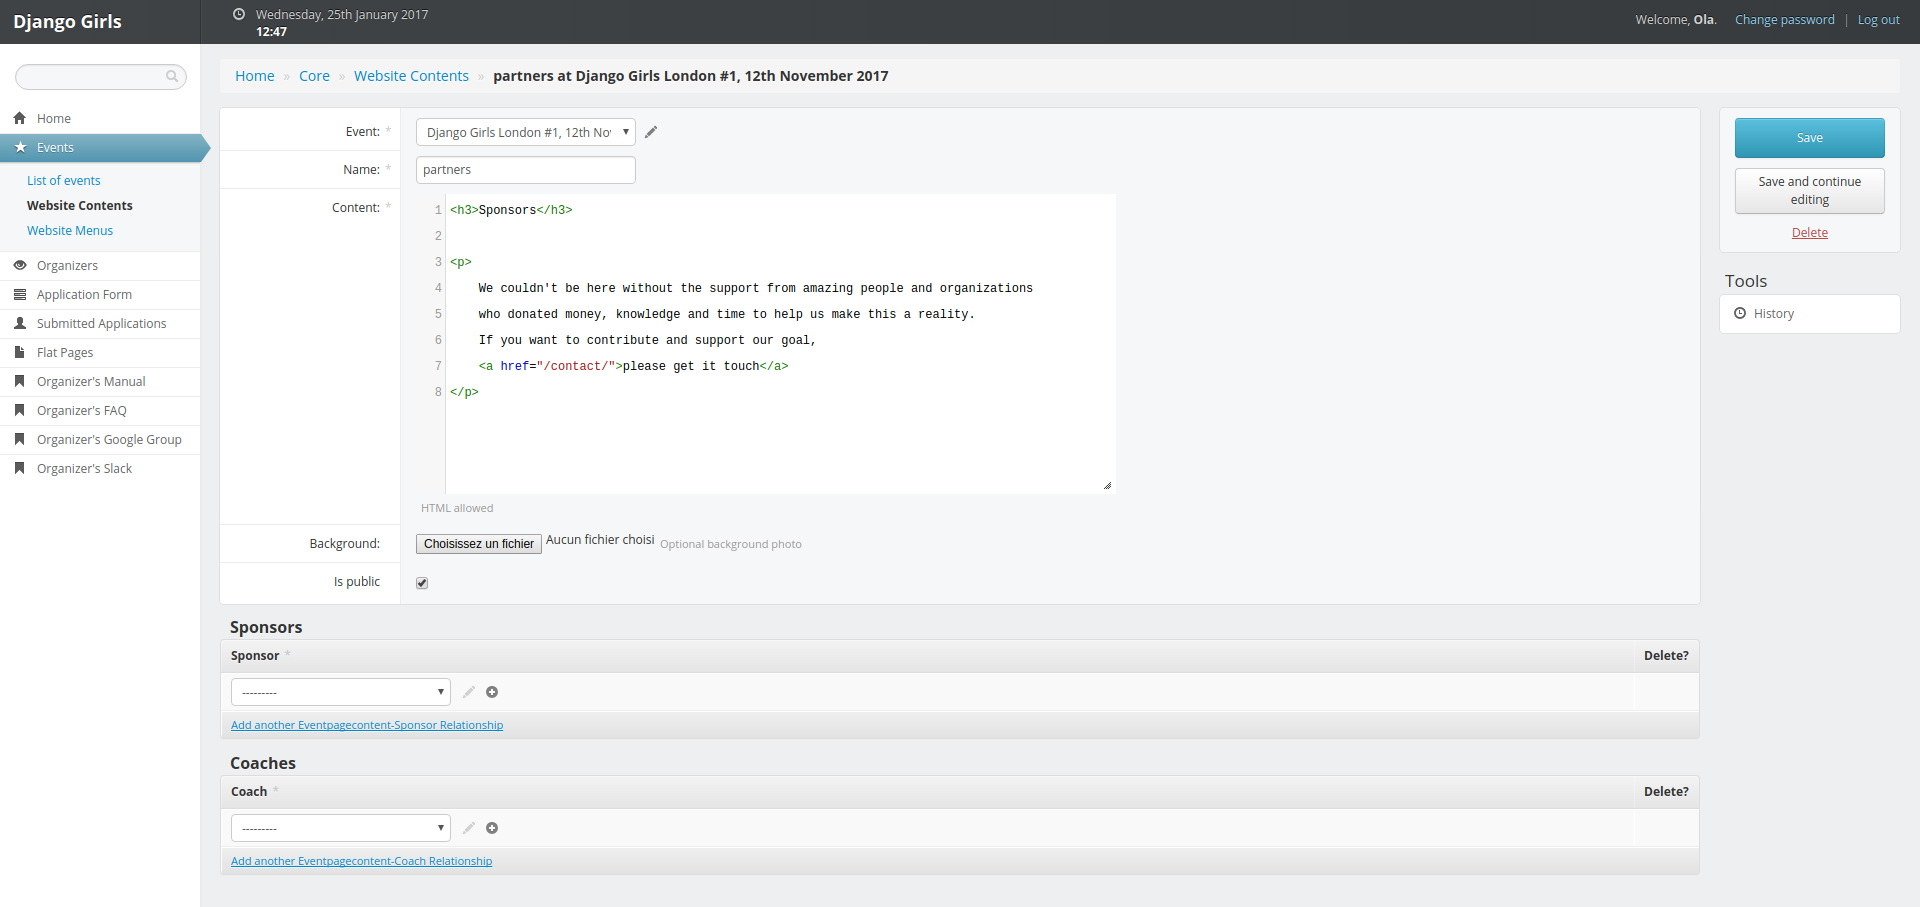 Django Girls
Wednesday, 25th January 2017
12:47
Welcome, Ola. Change password | Log out
Home
Events
List of events
Website Contents
Website Menus
Organizers
Application Form
Submitted Applications
Flat Pages
Organizer's Manual
Organizer's FAQ
Organizer's Google Group
Organizer's Slack
Home » Core » Website Contents » partners at Django Girls London #1, 12th November 2017
Event: * Django Girls London #1, 12th No
Name: * partners
Content: *
1 <h3>Sponsors</h3>
2
3 <p>
4 We couldn't be here without the support from amazing people and organizations
5 who donated money, knowledge and time to help us make this a reality.
6 If you want to contribute and support our goal,
7 <a href="/contact/">please get it touch</a>
8 </p>
HTML allowed
Background: Choisissez un fichier Aucun fichier choisi Optional background photo
Is public
Sponsors
Sponsor * Delete?
---------
Add another Eventpagecontent-Sponsor Relationship
Coaches
Coach * Delete?
---------
Add another Eventpagecontent-Coach Relationship
Save
Save and continue
editing
Delete
Tools
History